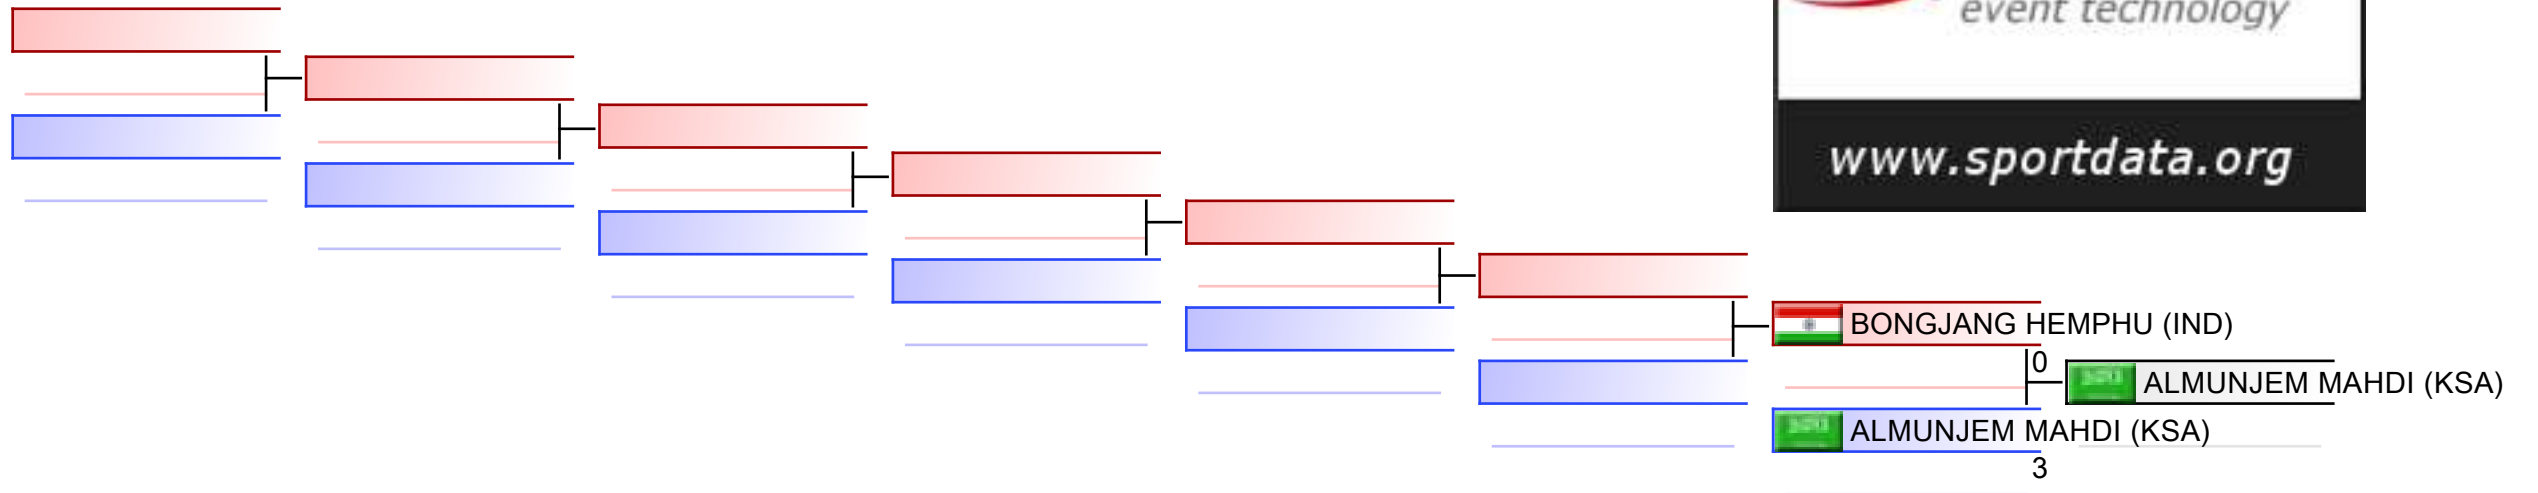 event technology
www.sportdata.org
BONGJANG HEMPHU (IND)
0
ALMUNJEM MAHDI (KSA)
ALMUNJEM MAHDI (KSA)
3